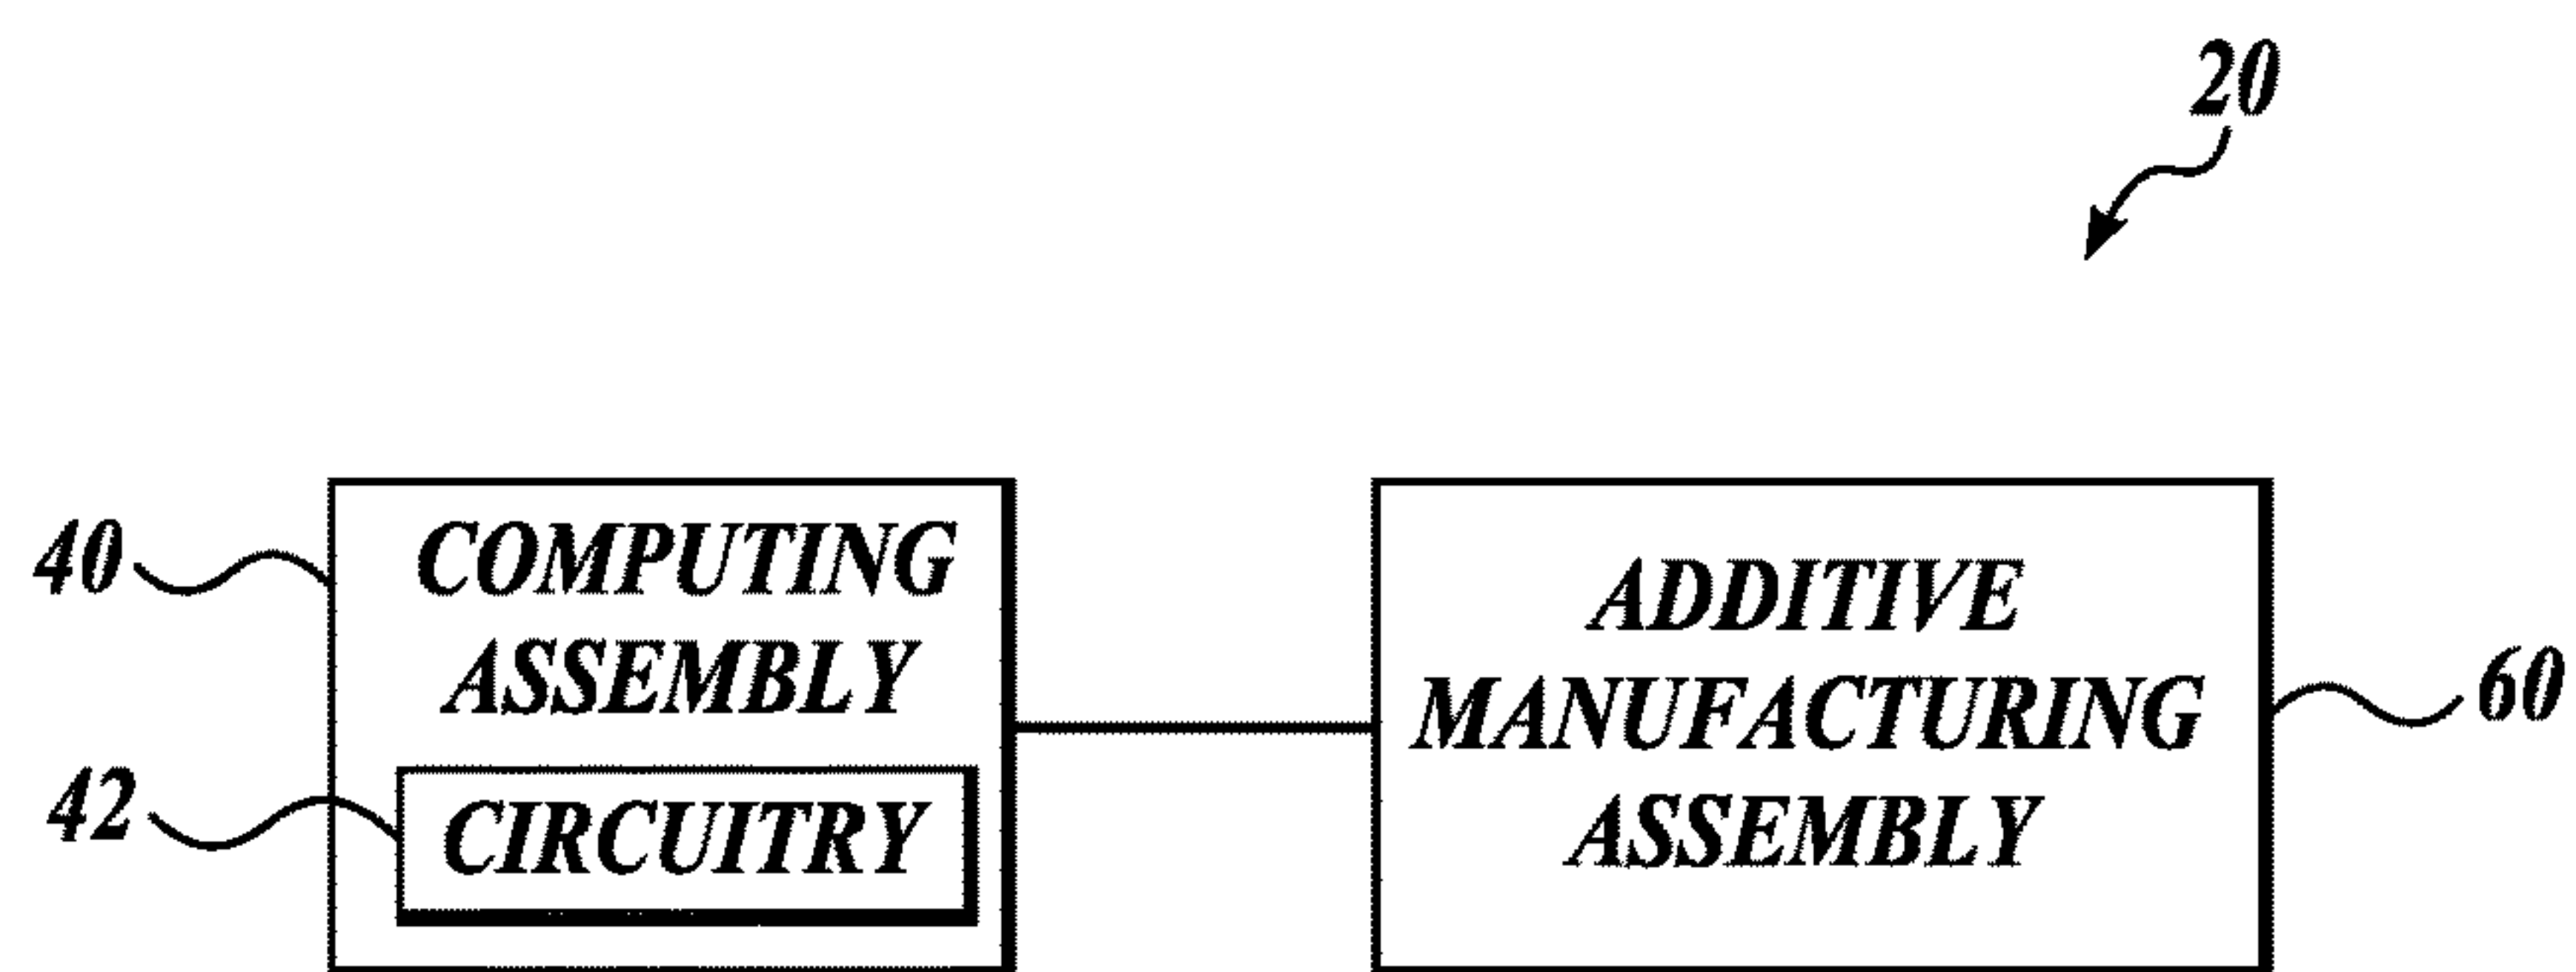 20
40
COMPUTING
ASSEMBLY
42
CIRCUITRY
ADDITIVE
MANUFACTURING
ASSEMBLY
60